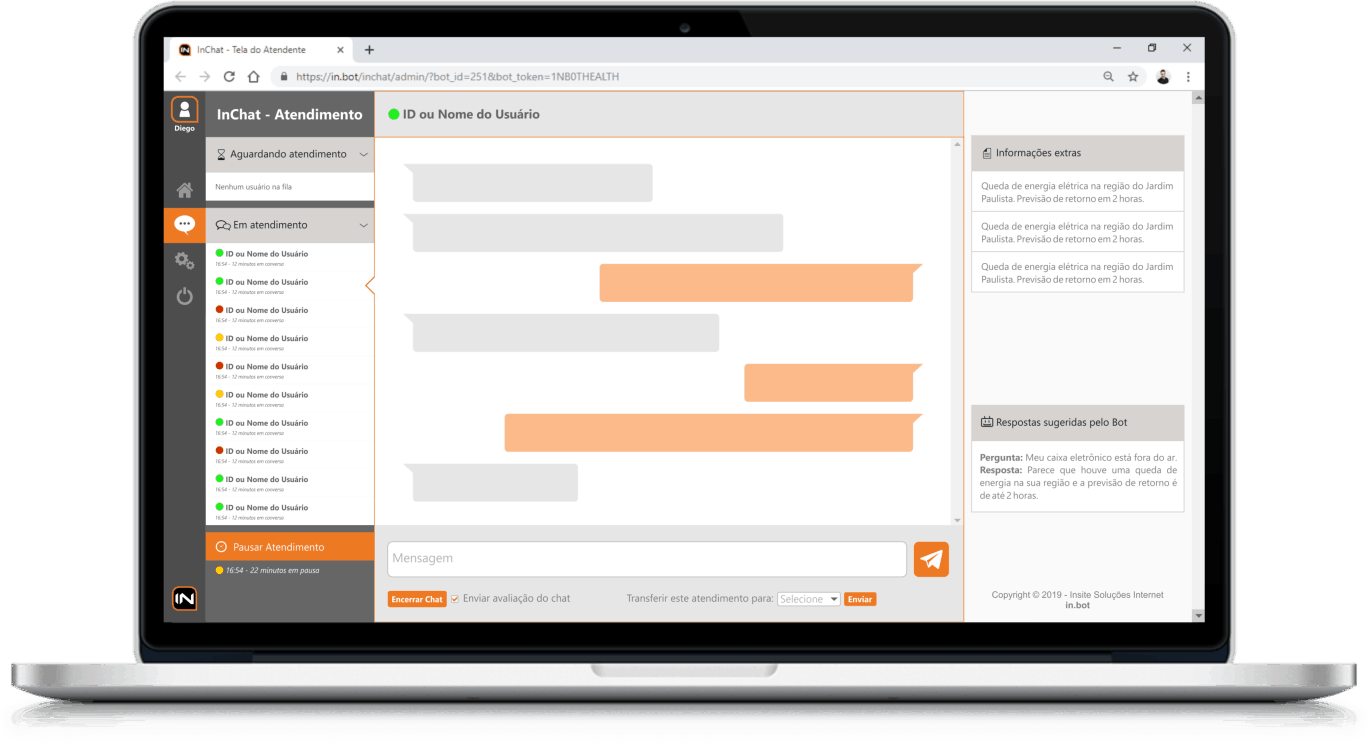 InChat - Tela do Atendente
https://in.bot/inchat/admin/?bot_id=251&bot_token=1NB0THEALTH
Diego
InChat - Atendimento
Aguardando atendimento
Nenhum usuário na fila
Em atendimento
ID ou Nome do Usuário
16:54 - 12 minutos em conversa
ID ou Nome do Usuário
16:54 - 12 minutos em conversa
ID ou Nome do Usuário
16:54 - 12 minutos em conversa
ID ou Nome do Usuário
16:54 - 12 minutos em conversa
ID ou Nome do Usuário
16:54 - 12 minutos em conversa
ID ou Nome do Usuário
16:54 - 12 minutos em conversa
ID ou Nome do Usuário
16:54 - 12 minutos em conversa
ID ou Nome do Usuário
16:54 - 12 minutos em conversa
ID ou Nome do Usuário
16:54 - 12 minutos em conversa
ID ou Nome do Usuário
16:54 - 12 minutos em conversa
Pausar Atendimento
16:54 - 22 minutos em pausa
IN
ID ou Nome do Usuário
Mensagem
Encerrar Chat
Enviar avaliação do chat
Transferir este atendimento para: Selecione Enviar
Informações extras
Queda de energia elétrica na região do Jardim
Paulista. Previsão de retorno em 2 horas.
Queda de energia elétrica na região do Jardim
Paulista. Previsão de retorno em 2 horas.
Queda de energia elétrica na região do Jardim
Paulista. Previsão de retorno em 2 horas.
Respostas sugeridas pelo Bot
Pergunta: Meu caixa eletrônico está fora do ar.
Resposta: Parece que houve uma queda de
energia na sua região e a previsão de retorno é
de até 2 horas.
Copyright © 2019 - Insite Soluções Internet
in.bot